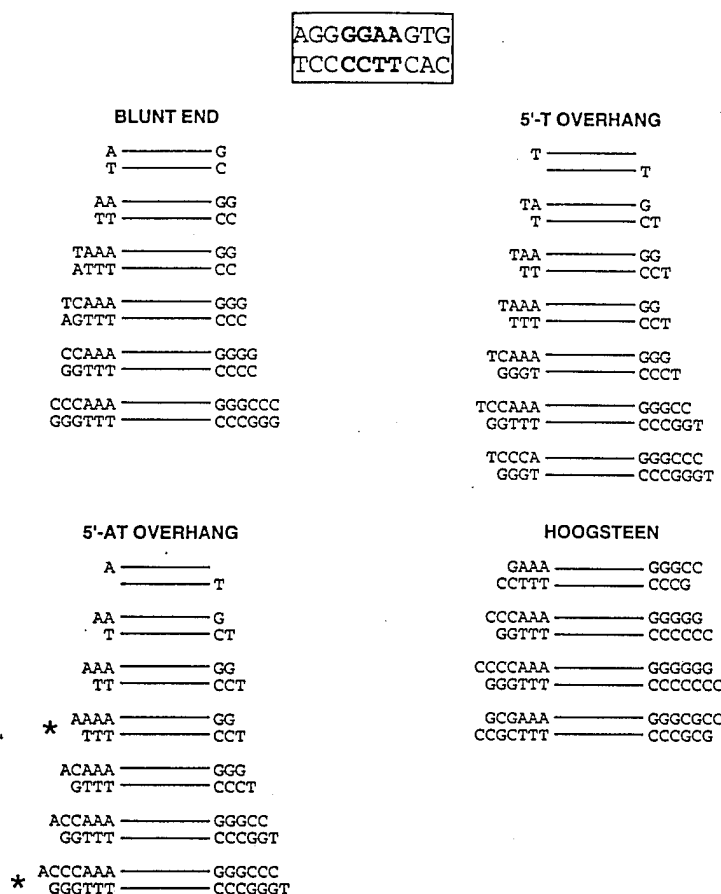 AGGGGAAGTG
TCCCCTTCAC
BLUNT END
A G
T C
AA GG
TT CC
TAAA GG
ATTT CC
TCAAA GGG
AGTTT CCC
CCAAA GGGG
GGTTT CCCC
CCCAAA GGGCCC
GGGTTT CCCGGG
5'-T OVERHANG
T
T
TA G
T CT
TAA GG
TT CCT
TAAA GG
TTT CCT
TCAAA GGG
GGGT CCCT
TCCAAA GGGCC
GGTTT CCCGGT
TCCCA GGGCCC
GGGT CCCGGGT
5'-AT OVERHANG
A
T
AA G
T CT
AAA GG
TT CCT
* AAAA GG
TTT CCT
ACAAA GGG
GTTT CCCT
ACCAAA GGGCC
GGTTT CCCGGT
* ACCCAAA GGGCCC
GGGTTT CCCGGGT
HOOGSTEEN
GAAA GGGCC
CCTTT CCCG
CCCAAA GGGGG
GGTTT CCCCCC
CCCCAAA GGGGGG
GGGTTT CCCCCCC
GCGAAA GGGCGCC
CCGCTTT CCCGCG